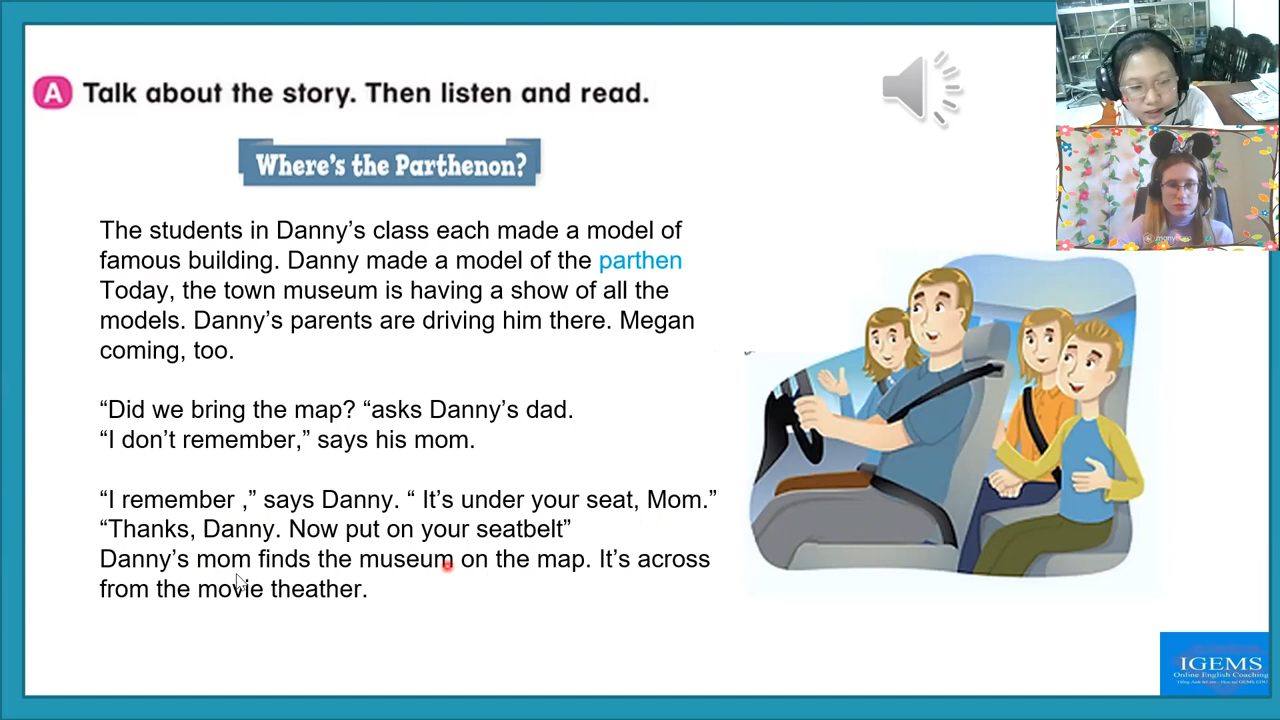 A Talk about the story. Then listen and read.
Where's the Parthenon?
The students in Danny’s class each made a model of
famous building. Danny made a model of the parthen
Today, the town museum is having a show of all the
models. Danny’s parents are driving him there. Megan
coming, too.
“Did we bring the map? “asks Danny’s dad.
“I don’t remember,” says his mom.
“I remember ,” says Danny. “ It’s under your seat, Mom.”
“Thanks, Danny. Now put on your seatbelt”
Danny’s mom finds the museum on the map. It’s across
from the movie theather.
IGEMS
Online English Coaching